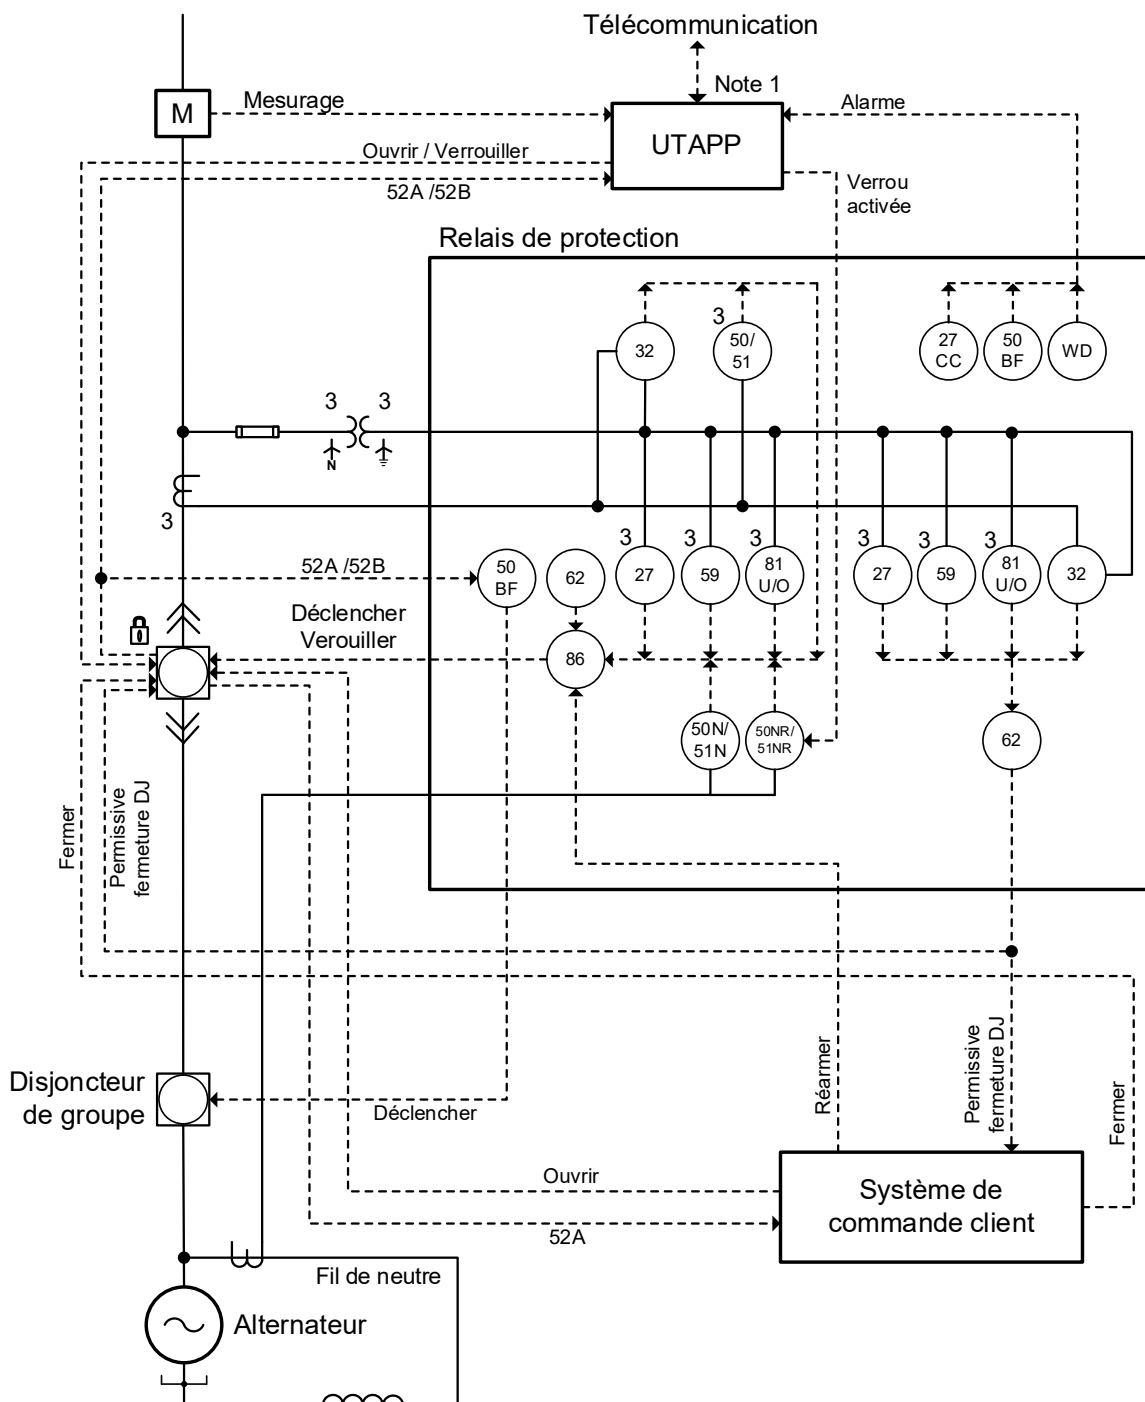 Télécommunication
Note 1
M
Mesurage
UTAPP
Alarme
Ouvrir / Verrouiller
52A /52B
Verrou
activée
Relais de protection
32
3
50/
51
27
CC
50
BF
WD
3
3
N
3
52A /52B
50
BF
62
3
27
3
59
3
81
U/O
3
27
3
59
3
81
U/O
32
Déclencher
Verouiller
86
50N/
51N
50NR/
51NR
62
Fermer
Permissive
fermeture DJ
Réarmer
Permissive
fermeture DJ
Fermer
Disjoncteur
de groupe
Déclencher
Ouvrir
52A
Système de
commande client
Fil de neutre
Alternateur